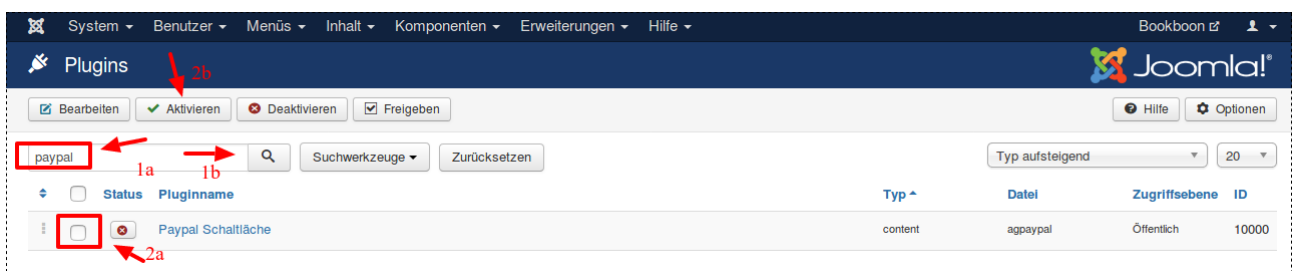 System Benutzer Menüs Inhalt Komponenten Erweiterungen Hilfe Bookboon
Plugins 2b Joomla!®
Bearbeiten Aktivieren Deaktivieren Freigeben Hilfe Optionen
paypal Suchwerkzeuge Zurücksetzen Typ aufsteigend 20
1a 1b
Status Pluginname Typ Datei Zugriffsebene ID
Paypal Schaltläche content agpaypal Öffentlich 10000
2a